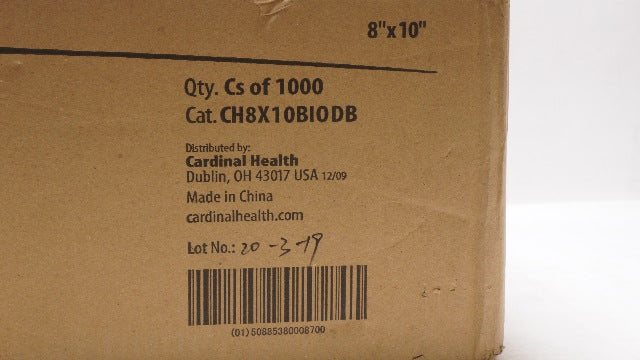 8"x10"
Qty. Cs of 1000
Cat. CH8X10BIODB
Distributed by:
Cardinal Health
Dublin, OH 43017 USA 12/09
Made in China
cardinalhealth.com
Lot No.: 20-3-19
(01)50885380008700